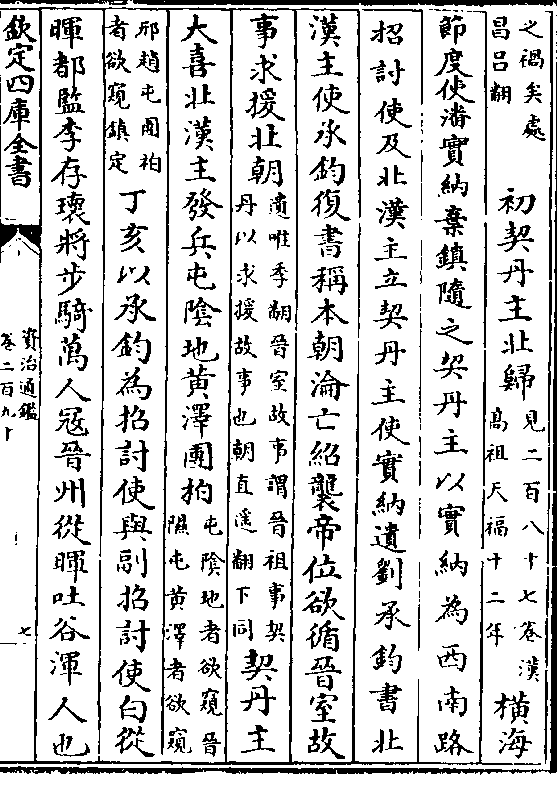 之禍矣處昌呂翻初契丹主北歸見二百八十七卷漢高祖天福十二年橫海
節度使潘實納棄鎮隨之契丹主以實納為西南路
招討使及北漢主立契丹主使實納遺劉承鈞書北
漢主使承鈞復書稱本朝淪亡紹襲帝位欲循晉室故
事求援北朝遺唯季翻晉室故事謂晉祖事契丹以求援故事也朝直遙翻下同契丹主
大喜北漢主發兵屯陰地黃澤團柏屯陰地者欲窺晉隰屯黃澤者欲窺
邢趙屯團柏者欲窺鎮定丁亥以承鈞為招討使與副招討使白從
暉都監李存瓌將步騎萬人寇晉州從暉吐谷渾人也
欽定四庫全書
資治通鑑
卷二百九十
七